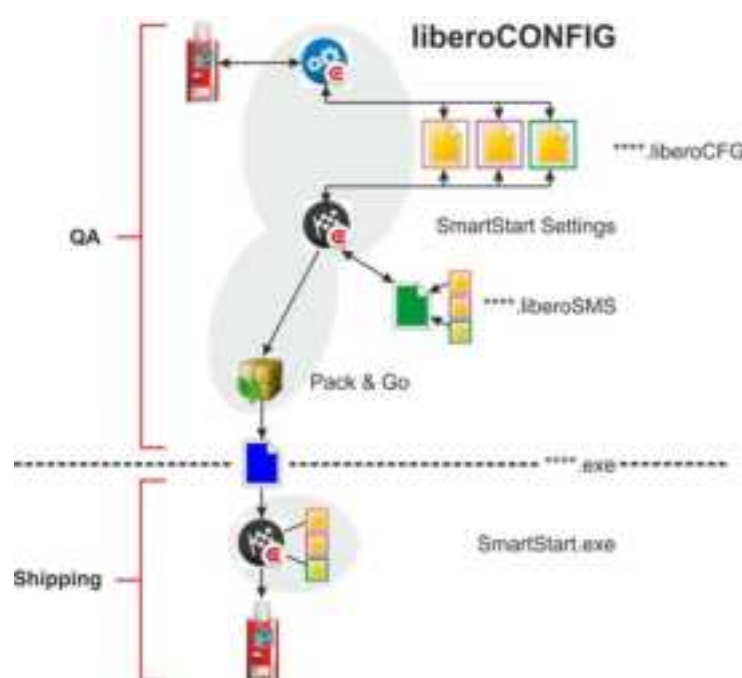 liberoCONFIG
****.liberoCFG
QA
SmartStart Settings
****.liberoSMS
Pack & Go
****.exe
SmartStart.exe
Shipping